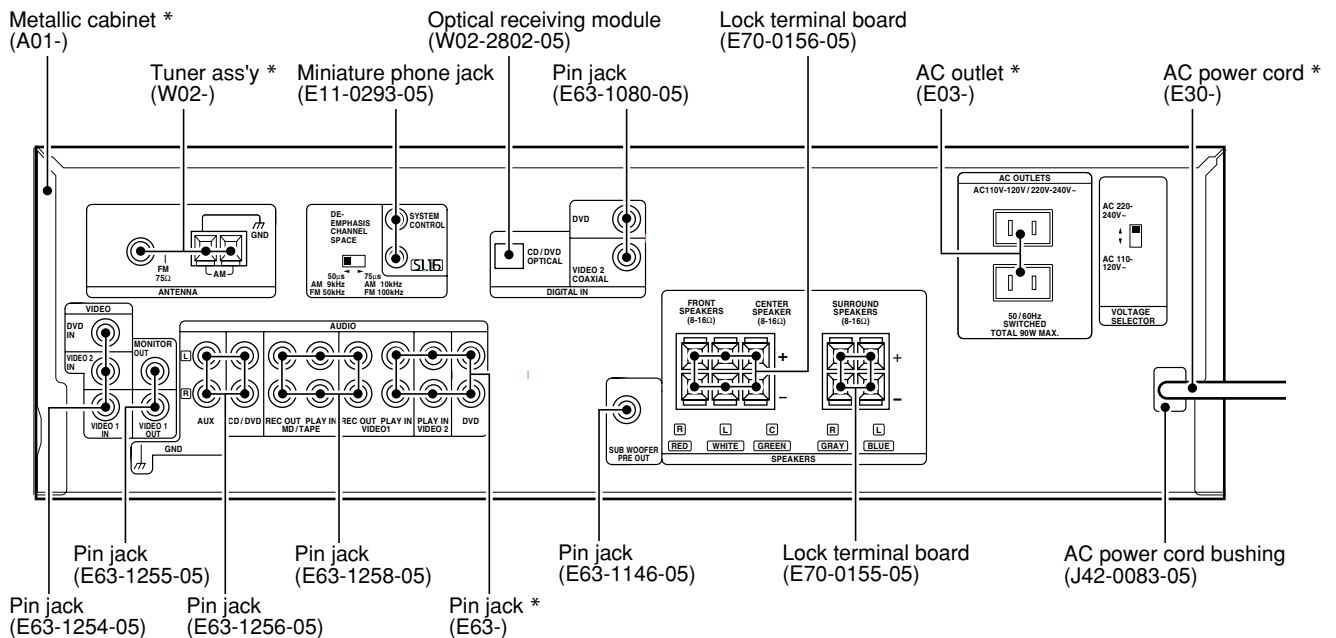 Metallic cabinet *
(A01-)
Tuner ass'y *
(W02-)
Miniature phone jack
(E11-0293-05)
Optical receiving module
(W02-2802-05)
Pin jack
(E63-1080-05)
Lock terminal board
(E70-0156-05)
AC outlet *
(E03-)
AC power cord *
(E30-)
FM
75Ω
AM
GND
ANTENNA
DE-
EMPHASIS
CHANNEL
SPACE
50µs 75µs
AM 9kHz AM 10kHz
FM 50kHz FM 100kHz
SYSTEM
CONTROL
SL16
DVD
CD / DVD
OPTICAL
VIDEO 2
COAXIAL
DIGITAL IN
AC OUTLETS
AC110V-120V / 220V-240V~
50 / 60Hz
SWITCHED
TOTAL 90W MAX.
AC 220-
240V~
AC 110-
120V~
VOLTAGE
SELECTOR
VIDEO
DVD
IN
VIDEO 2
IN
VIDEO 1
IN
MONITOR
OUT
VIDEO 1
OUT
GND
AUDIO
L
R
AUX
CD / DVD
REC OUT PLAY IN
MD / TAPE
REC OUT PLAY IN
VIDEO1
PLAY IN
VIDEO 2
DVD
SUB WOOFER
PRE OUT
FRONT
SPEAKERS
(8-16Ω)
CENTER
SPEAKER
(8-16Ω)
SURROUND
SPEAKERS
(8-16Ω)
+
−
+
−
R L C R L
RED WHITE GREEN GRAY BLUE
SPEAKERS
Pin jack
(E63-1254-05)
Pin jack
(E63-1255-05)
Pin jack
(E63-1256-05)
Pin jack
(E63-1258-05)
Pin jack *
(E63-)
Pin jack
(E63-1146-05)
Lock terminal board
(E70-0155-05)
AC power cord bushing
(J42-0083-05)